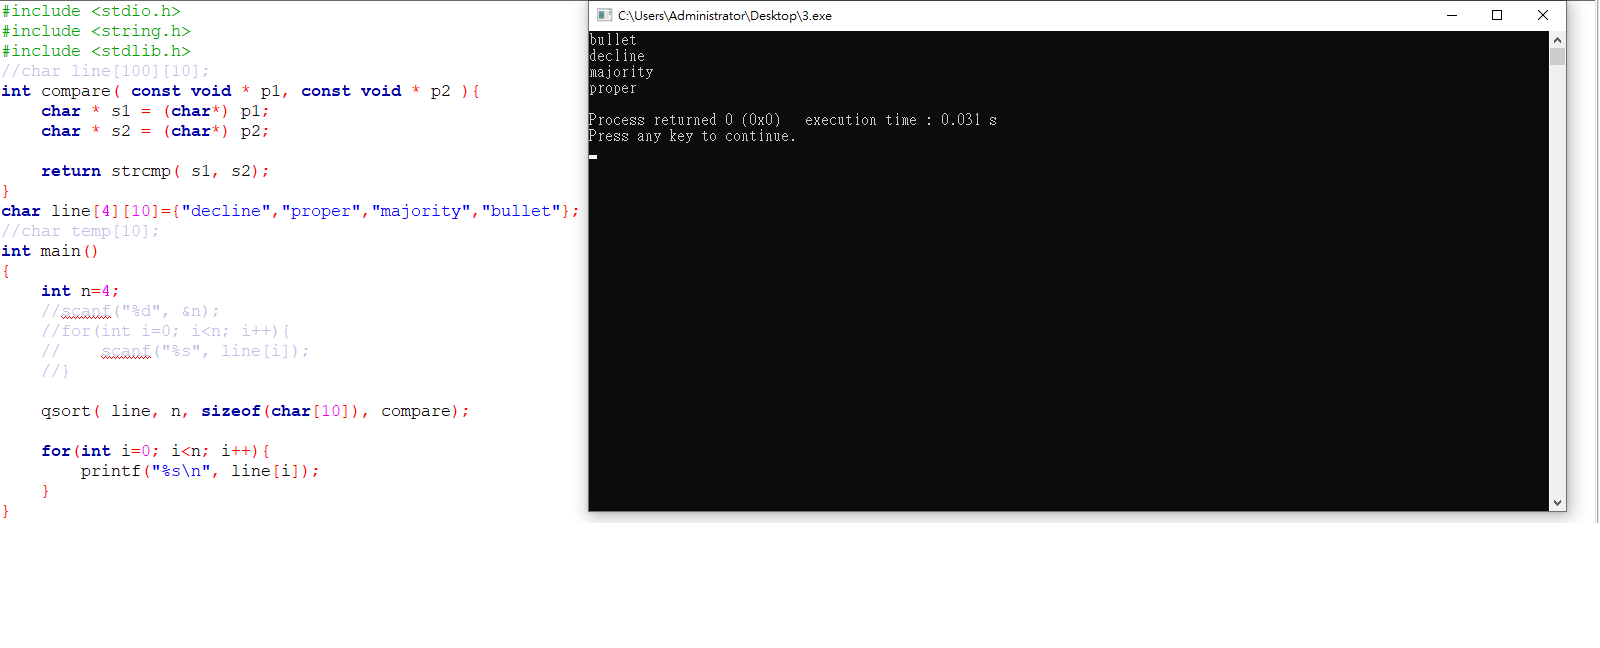 #include <stdio.h>
#include <string.h>
#include <stdlib.h>
//char line[100][10];
int compare( const void * p1, const void * p2 ){
    char * s1 = (char*) p1;
    char * s2 = (char*) p2;
    return strcmp( s1, s2);
}
char line[4][10]={"decline","proper","majority","bullet"};
//char temp[10];
int main()
{
    int n=4;
    //scanf("%d", &n);
    //for(int i=0; i<n; i++){
    //    scanf("%s", line[i]);
    //}
    qsort( line, n, sizeof(char[10]), compare);
    for(int i=0; i<n; i++){
        printf("%s\n", line[i]);
    }
}
C:\Users\Administrator\Desktop\3.exe
bullet
decline
majority
proper
Process returned 0 (0x0)   execution time : 0.031 s
Press any key to continue.